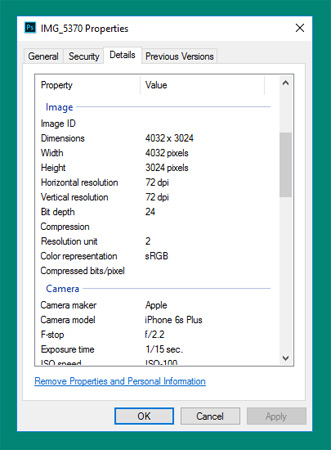 Ps IMG_5370 Properties
General Security Details Previous Versions
Property Value
Image
Image ID
Dimensions 4032 x 3024
Width 4032 pixels
Height 3024 pixels
Horizontal resolution 72 dpi
Vertical resolution 72 dpi
Bit depth 24
Compression
Resolution unit 2
Color representation sRGB
Compressed bits/pixel
Camera
Camera maker Apple
Camera model iPhone 6s Plus
F-stop f/2.2
Exposure time 1/15 sec.
ISO speed ISO-100
Remove Properties and Personal Information
OK Cancel Apply